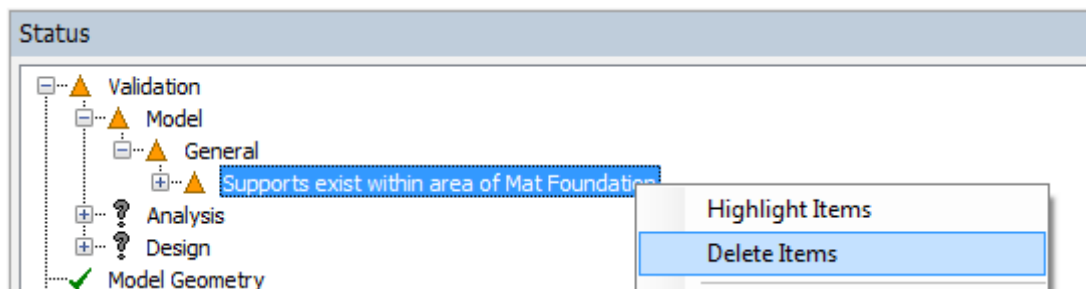 Status
Validation
Model
General
Supports exist within area of Mat Foundation
Highlight Items
Analysis
Delete Items
Design
Model Geometry